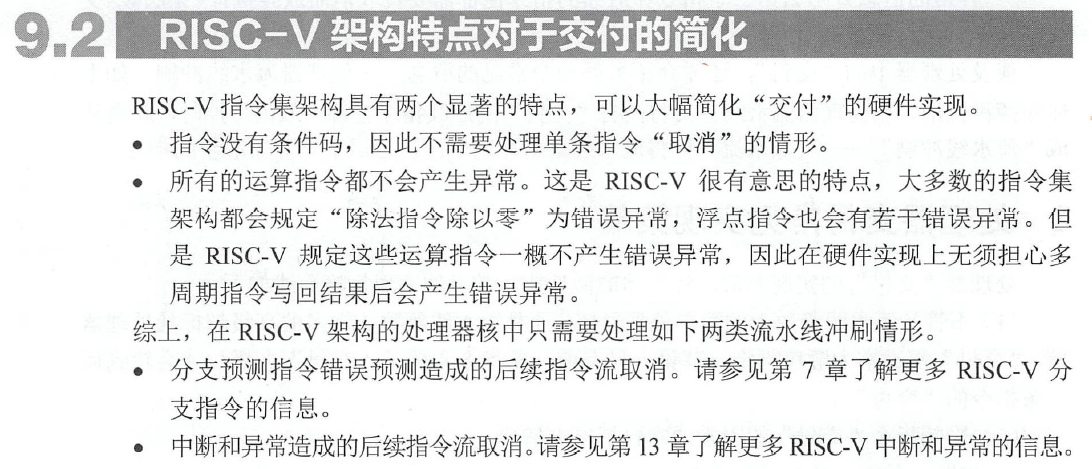 9.2 RISC-V 架构特点对于交付的简化
RISC-V 指令集架构具有两个显著的特点，可以大幅简化“交付”的硬件实现。
• 指令没有条件码，因此不需要处理单条指令“取消”的情形。
• 所有的运算指令都不会产生异常。这是 RISC-V 很有意思的特点，大多数的指令集
架构都会规定“除法指令除以零”为错误异常，浮点指令也会有若干错误异常。但
是 RISC-V 规定这些运算指令一概不产生错误异常，因此在硬件实现上无须担心多
周期指令写回结果后会产生错误异常。
综上，在 RISC-V 架构的处理器核中只需要处理如下两类流水线冲刷情形。
• 分支预测指令错误预测造成的后续指令流取消。请参见第 7 章了解更多 RISC-V 分
支指令的信息。
• 中断和异常造成的后续指令流取消。请参见第 13 章了解更多 RISC-V 中断和异常的信息。